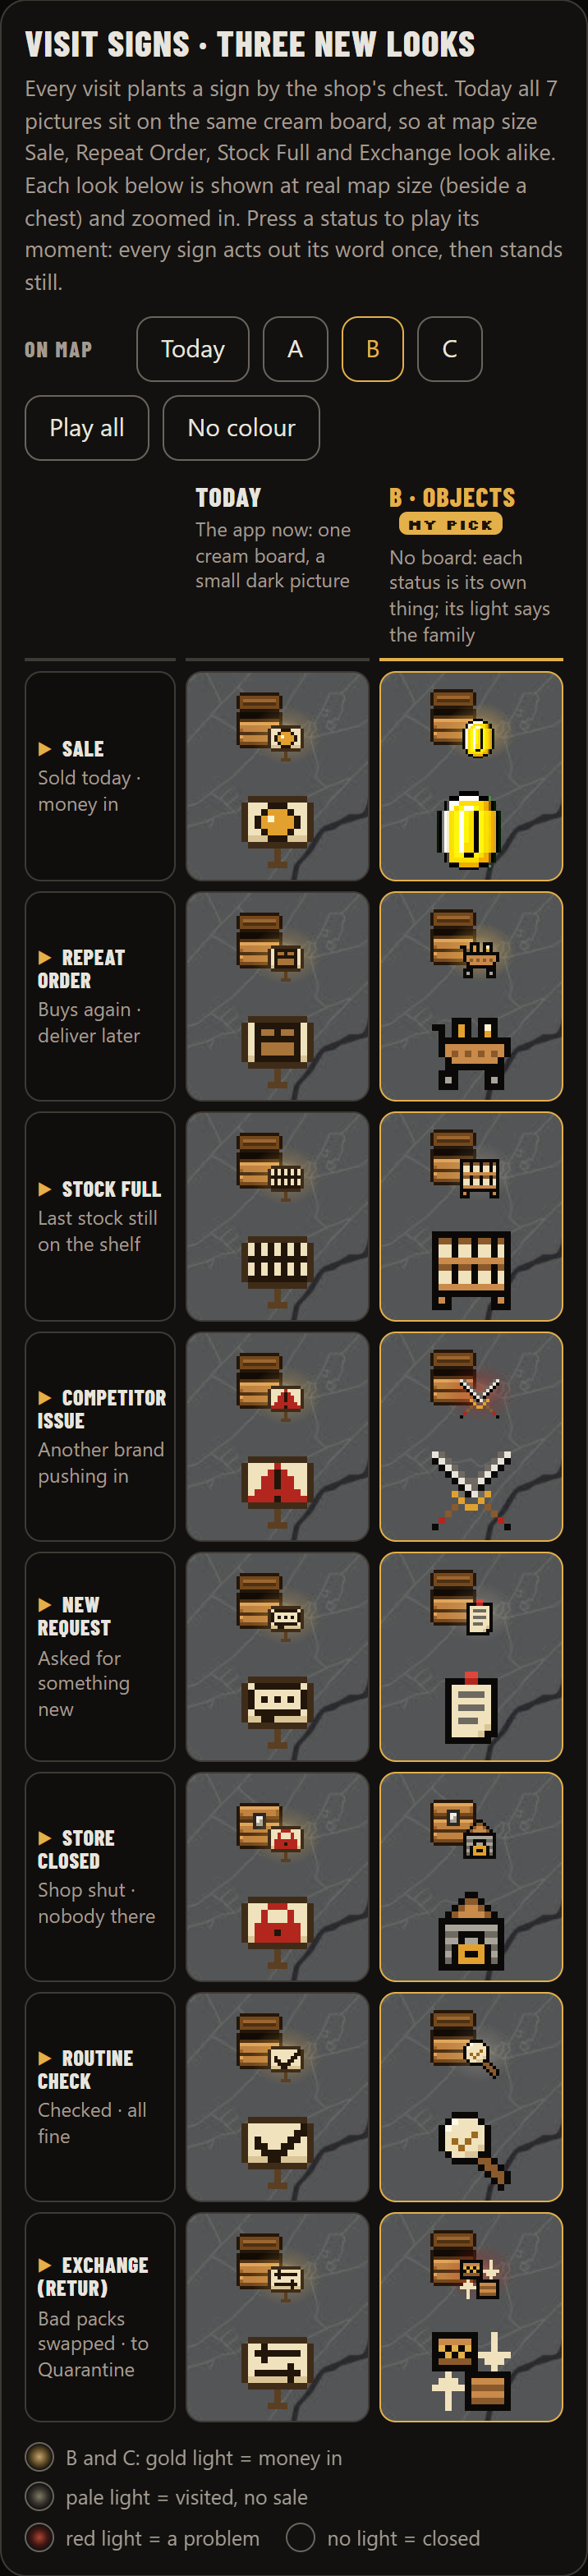 VISIT SIGNS · THREE NEW LOOKS
Every visit plants a sign by the shop's chest. Today all 7
pictures sit on the same cream board, so at map size
Sale, Repeat Order, Stock Full and Exchange look alike.
Each look below is shown at real map size (beside a
chest) and zoomed in. Press a status to play its
moment: every sign acts out its word once, then stands
still.
ON MAP
Today
A
B
C
Play all
No colour
TODAY
The app now: one
cream board, a
small dark picture
B · OBJECTS
MY PICK
No board: each
status is its own
thing; its light says
the family
▶ SALE
Sold today ·
money in
▶ REPEAT
ORDER
Buys again ·
deliver later
▶ STOCK FULL
Last stock still
on the shelf
▶ COMPETITOR
ISSUE
Another brand
pushing in
▶ NEW
REQUEST
Asked for
something
new
▶ STORE
CLOSED
Shop shut ·
nobody there
▶ ROUTINE
CHECK
Checked · all
fine
▶ EXCHANGE
(RETUR)
Bad packs
swapped · to
Quarantine
B and C: gold light = money in
pale light = visited, no sale
red light = a problem
no light = closed